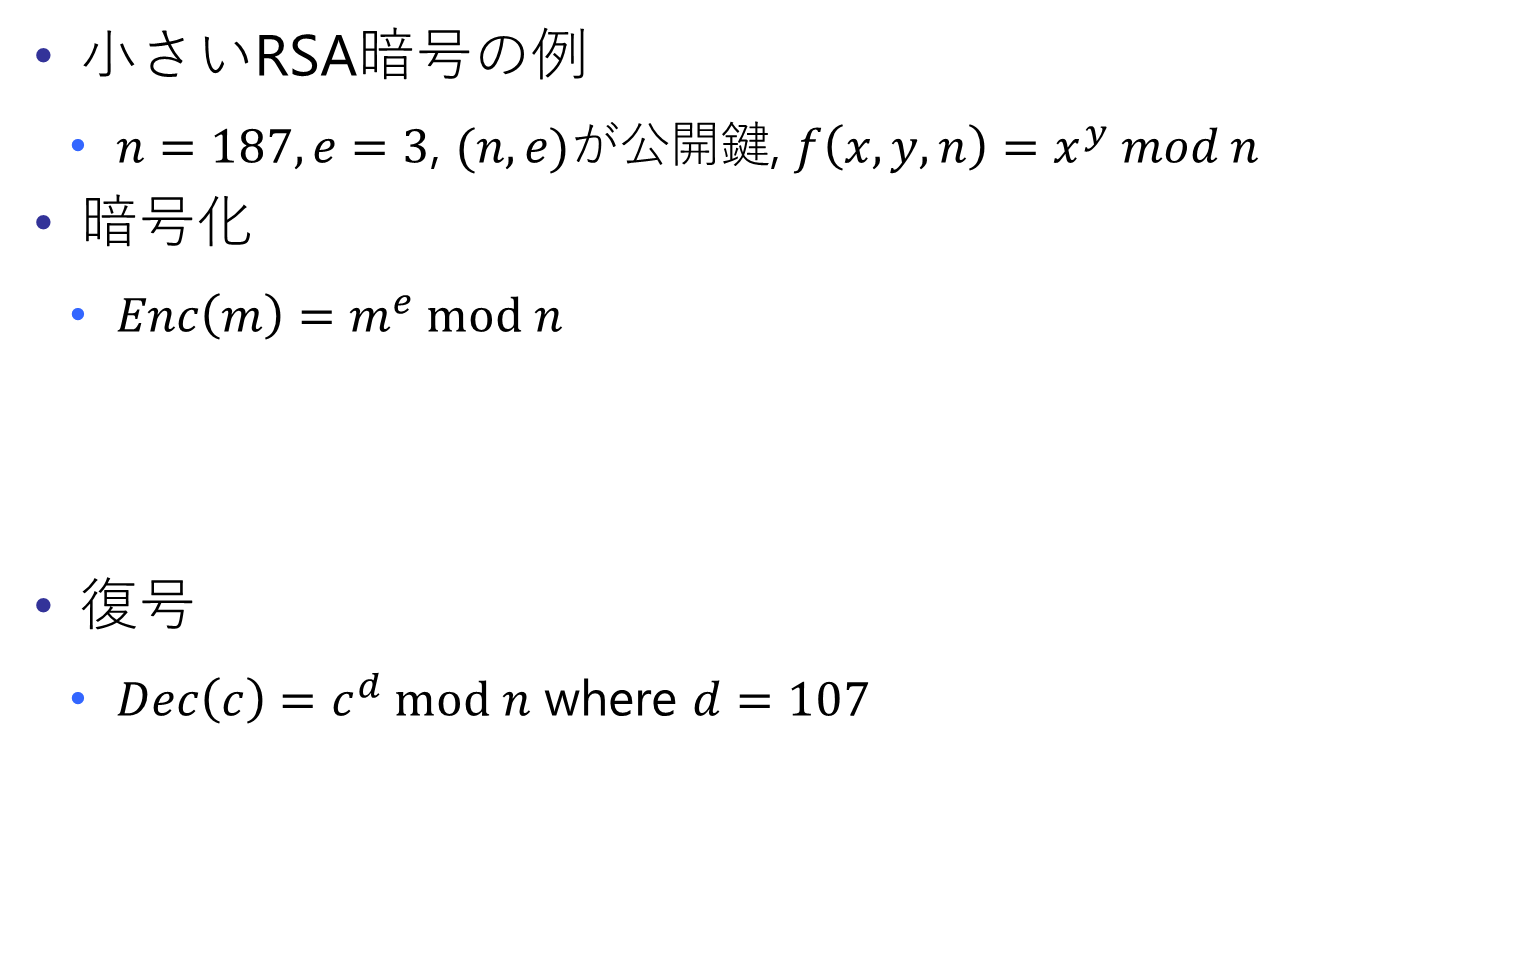 • 小さいRSA暗号の例
• n = 187, e = 3, (n, e)が公開鍵, f(x, y, n) = x^y mod n
• 暗号化
• Enc(m) = m^e mod n
• 復号
• Dec(c) = c^d mod n where d = 107